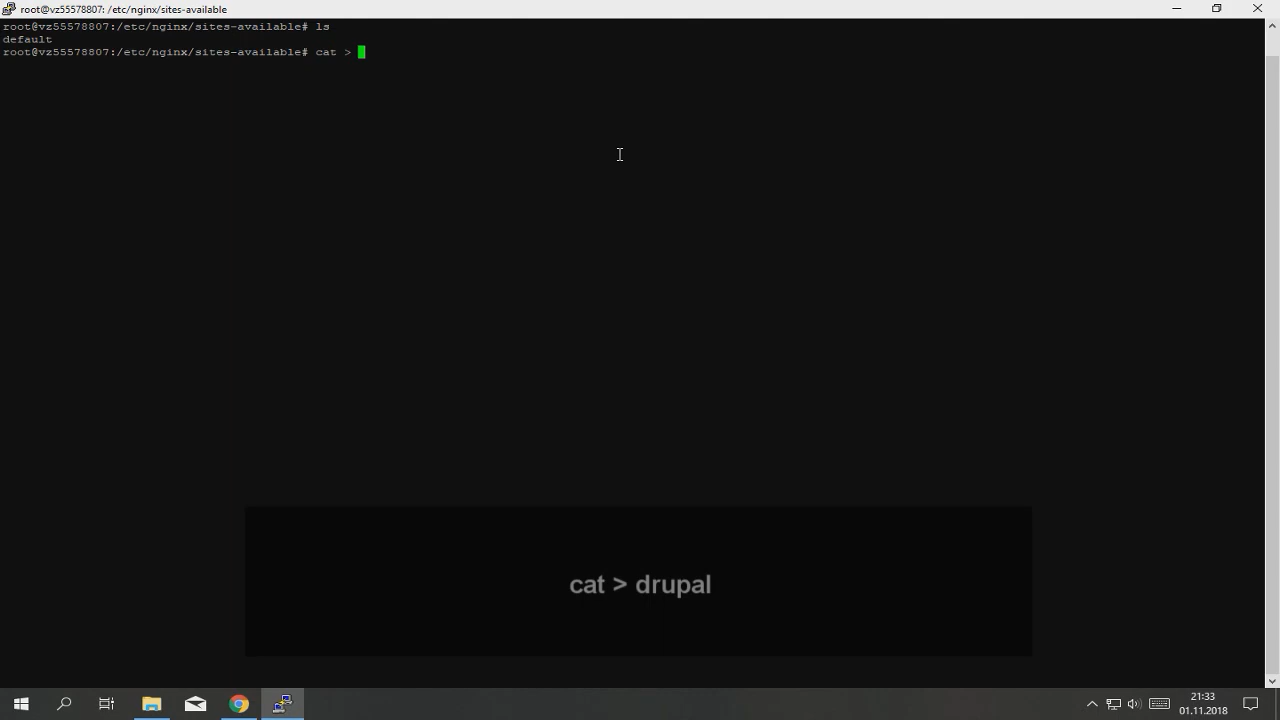 root@vz55578807: /etc/nginx/sites-available
root@vz55578807:/etc/nginx/sites-available# ls
default
root@vz55578807:/etc/nginx/sites-available# cat >
cat > drupal
21:33
01.11.2018